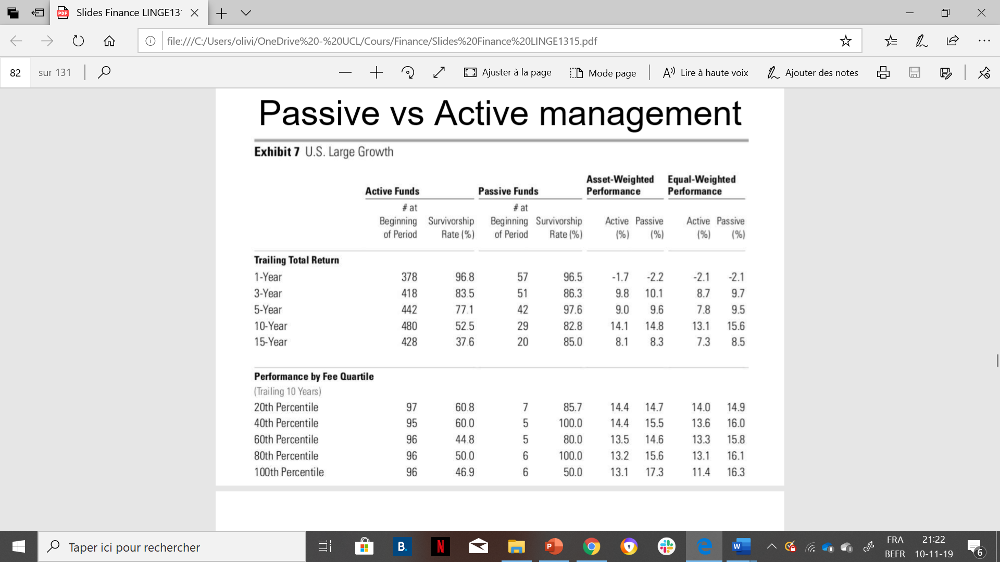 Slides Finance LINGE13
file:///C:/Users/olivi/OneDrive%20-%20UCL/Cours/Finance/Slides%20Finance%20LINGE1315.pdf
82 sur 131 Ajuster à la page Mode page Lire à haute voix Ajouter des notes
Passive vs Active management
Exhibit 7 U.S. Large Growth
Asset-Weighted Equal-Weighted
Active Funds Passive Funds Performance Performance
# at # at
Beginning Survivorship Beginning Survivorship Active Passive Active Passive
of Period Rate (%) of Period Rate (%) (%) (%) (%) (%)
Trailing Total Return
1-Year 378 96.8 57 96.5 -1.7 -2.2 -2.1 -2.1
3-Year 418 83.5 51 86.3 9.8 10.1 8.7 9.7
5-Year 442 77.1 42 97.6 9.0 9.6 7.8 9.5
10-Year 480 52.5 29 82.8 14.1 14.8 13.1 15.6
15-Year 428 37.6 20 85.0 8.1 8.3 7.3 8.5
Performance by Fee Quartile
(Trailing 10 Years)
20th Percentile 97 60.8 7 85.7 14.4 14.7 14.0 14.9
40th Percentile 95 60.0 5 100.0 14.4 15.5 13.6 16.0
60th Percentile 96 44.8 5 80.0 13.5 14.6 13.3 15.8
80th Percentile 96 50.0 6 100.0 13.2 15.6 13.1 16.1
100th Percentile 96 46.9 6 50.0 13.1 17.3 11.4 16.3
Taper ici pour rechercher
FRA 21:22
BEFR 10-11-19 6